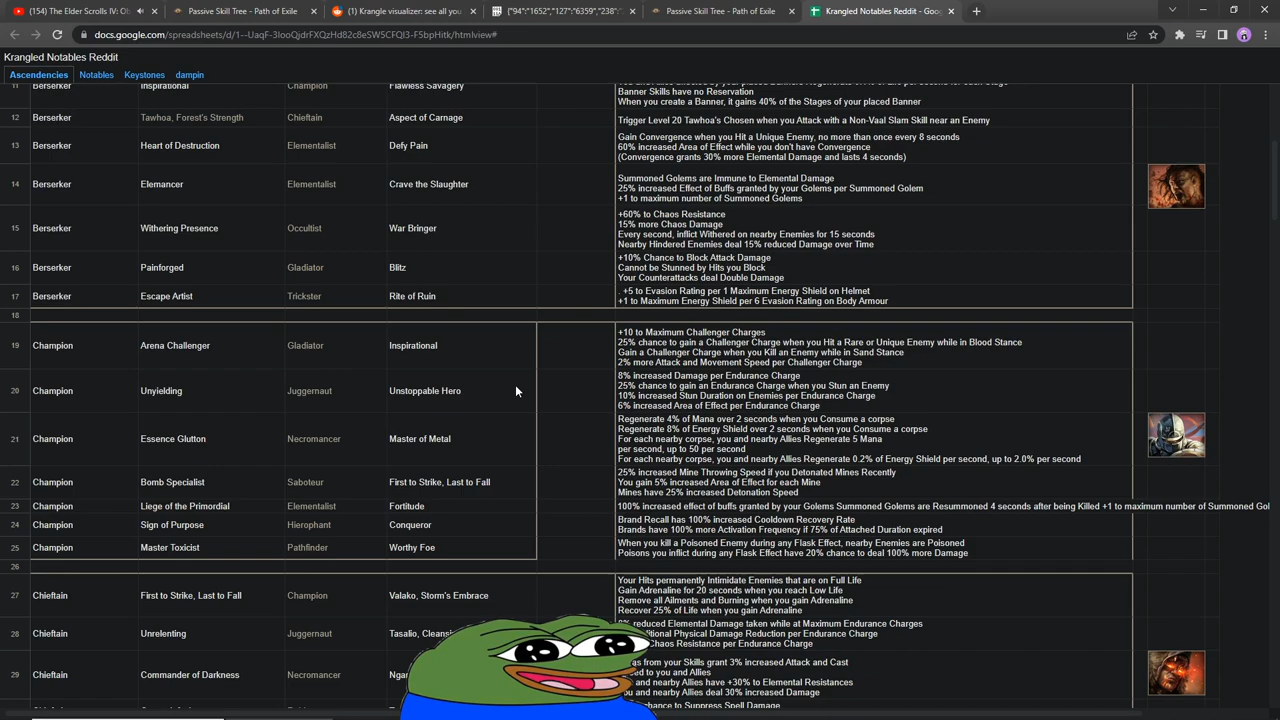 (154) The Elder Scrolls IV: Cl
Passive Skill Tree - Path of Exile
(1) Krangle visualizer: see all you
{"94":"1652","127":"6359","238":"
Passive Skill Tree - Path of Exile
Krangled Notables Reddit - Goo
docs.google.com/spreadsheets/d/1--UaqF-3IooQjdrFXQzHd82c8eSW5CFQI3-F5bpHitk/htmlview#
Krangled Notables Reddit
Ascendencies
Notables
Keystones
dampin
11 Berserker Inspirational Champion Flawless Savagery
Banner Skills have no Reservation
When you create a Banner, it gains 40% of the Stages of your placed Banner
12 Berserker Tawhoa, Forest's Strength Chieftain Aspect of Carnage Trigger Level 20 Tawhoa's Chosen when you Attack with a Non-Vaal Slam Skill near an Enemy
13 Berserker Heart of Destruction Elementalist Defy Pain
Gain Convergence when you Hit a Unique Enemy, no more than once every 8 seconds
60% increased Area of Effect while you don't have Convergence
(Convergence grants 30% more Elemental Damage and lasts 4 seconds)
14 Berserker Elemancer Elementalist Crave the Slaughter
Summoned Golems are Immune to Elemental Damage
25% increased Effect of Buffs granted by your Golems per Summoned Golem
+1 to maximum number of Summoned Golems
15 Berserker Withering Presence Occultist War Bringer
+60% to Chaos Resistance
15% more Chaos Damage
Every second, inflict Withered on nearby Enemies for 15 seconds
Nearby Hindered Enemies deal 15% reduced Damage over Time
16 Berserker Painforged Gladiator Blitz
+10% Chance to Block Attack Damage
Cannot be Stunned by Hits you Block
Your Counterattacks deal Double Damage
17 Berserker Escape Artist Trickster Rite of Ruin
. +5 to Evasion Rating per 1 Maximum Energy Shield on Helmet
+1 to Maximum Energy Shield per 6 Evasion Rating on Body Armour
18
19 Champion Arena Challenger Gladiator Inspirational
+10 to Maximum Challenger Charges
25% chance to gain a Challenger Charge when you Hit a Rare or Unique Enemy while in Blood Stance
Gain a Challenger Charge when you Kill an Enemy while in Sand Stance
2% more Attack and Movement Speed per Challenger Charge
20 Champion Unyielding Juggernaut Unstoppable Hero
8% increased Damage per Endurance Charge
25% chance to gain an Endurance Charge when you Stun an Enemy
10% increased Stun Duration on Enemies per Endurance Charge
6% increased Area of Effect per Endurance Charge
21 Champion Essence Glutton Necromancer Master of Metal
Regenerate 4% of Mana over 2 seconds when you Consume a corpse
Regenerate 8% of Energy Shield over 2 seconds when you Consume a corpse
For each nearby corpse, you and nearby Allies Regenerate 5 Mana
per second, up to 50 per second
For each nearby corpse, you and nearby Allies Regenerate 0.2% of Energy Shield per second, up to 2.0% per second
22 Champion Bomb Specialist Saboteur First to Strike, Last to Fall
25% increased Mine Throwing Speed if you Detonated Mines Recently
You gain 5% increased Area of Effect for each Mine
Mines have 25% increased Detonation Speed
23 Champion Liege of the Primordial Elementalist Fortitude 100% increased effect of buffs granted by your Golems Summoned Golems are Resummoned 4 seconds after being Killed +1 to maximum number of Summoned Gol
24 Champion Sign of Purpose Hierophant Conqueror
Brand Recall has 100% increased Cooldown Recovery Rate
Brands have 100% more Activation Frequency if 75% of Attached Duration expired
25 Champion Master Toxicist Pathfinder Worthy Foe
When you kill a Poisoned Enemy during any Flask Effect, nearby Enemies are Poisoned
Poisons you inflict during any Flask Effect have 20% chance to deal 100% more Damage
26
27 Chieftain First to Strike, Last to Fall Champion Valako, Storm's Embrace
Your Hits permanently Intimidate Enemies that are on Full Life
Gain Adrenaline for 20 seconds when you reach Low Life
Remove all Ailments and Burning when you gain Adrenaline
Recover 25% of Life when you gain Adrenaline
28 Chieftain Unrelenting Juggernaut Tasalio, Cleansi
reduced Elemental Damage taken while at Maximum Endurance Charges
Physical Damage Reduction per Endurance Charge
Chaos Resistance per Endurance Charge
29 Chieftain Commander of Darkness Necromancer Ngar
from your Skills grant 3% increased Attack and Cast
to you and Allies
and nearby Allies have +30% to Elemental Resistances
and nearby Allies deal 30% increased Damage
to Suppress Spell Damage